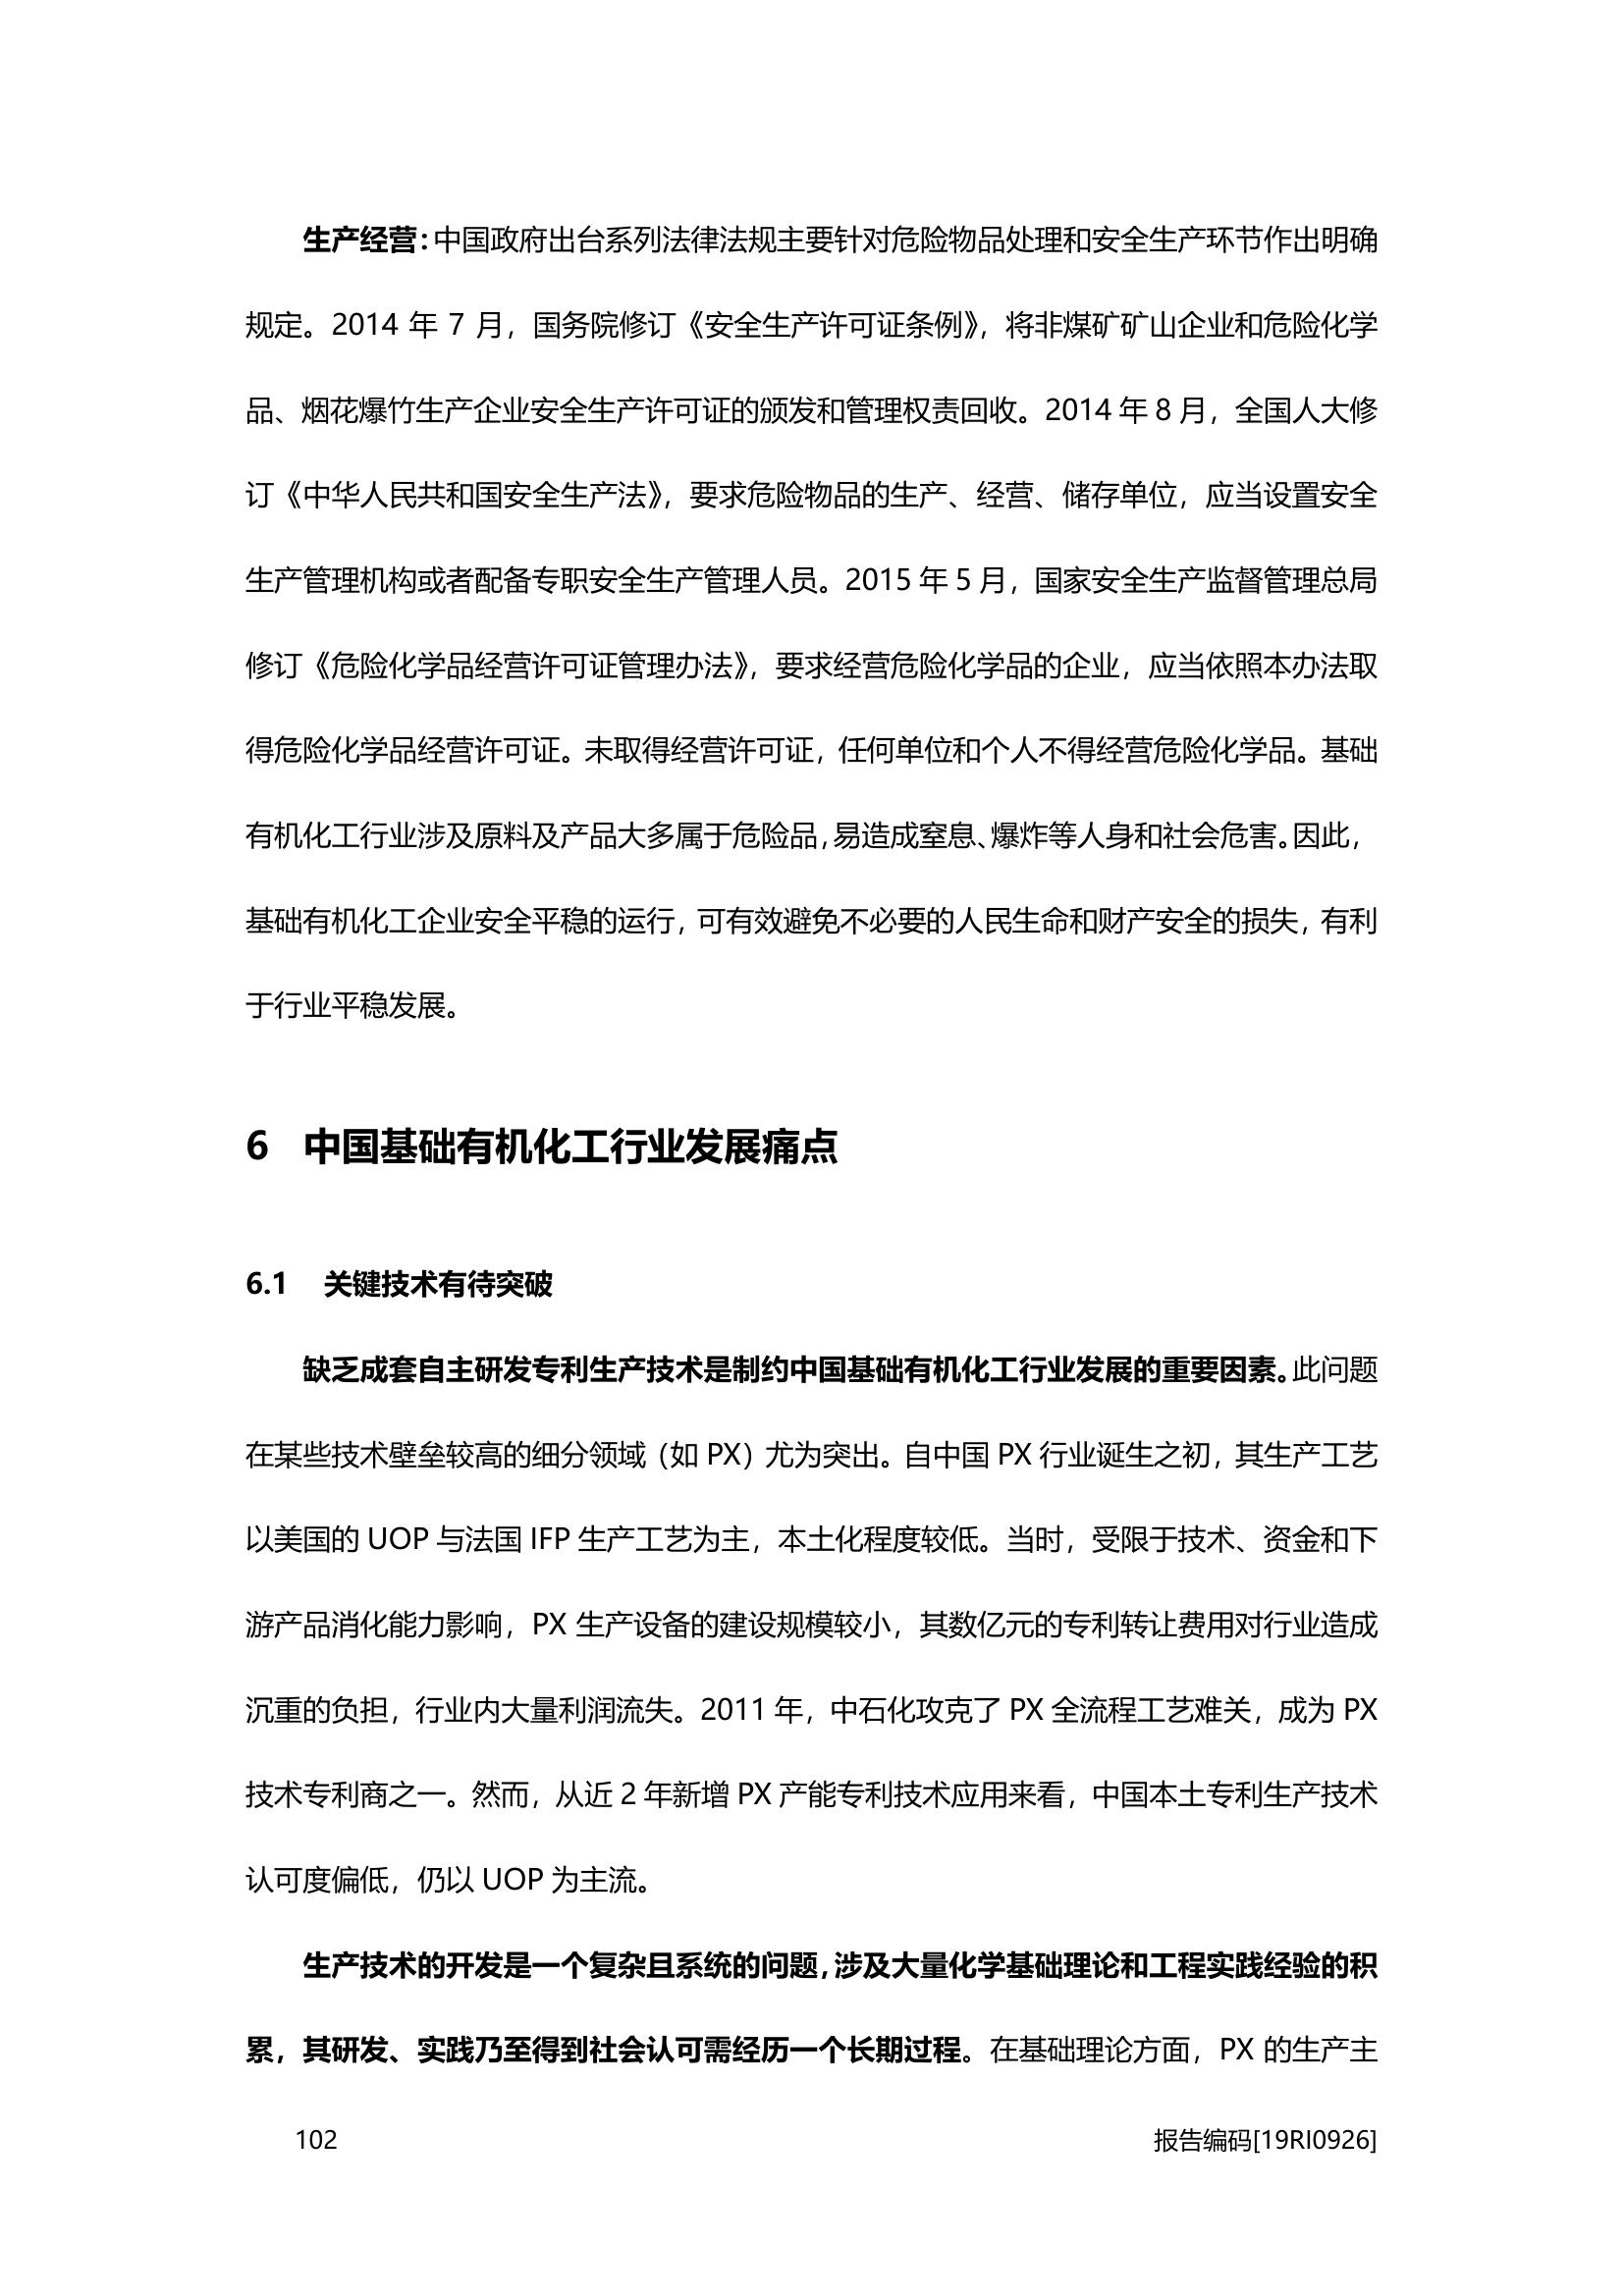 生产经营：中国政府出台系列法律法规主要针对危险物品处理和安全生产环节作出明确
规定。2014 年 7 月，国务院修订《安全生产许可证条例》，将非煤矿矿山企业和危险化学
品、烟花爆竹生产企业安全生产许可证的颁发和管理权责回收。2014 年 8 月，全国人大修
订《中华人民共和国安全生产法》，要求危险物品的生产、经营、储存单位，应当设置安全
生产管理机构或者配备专职安全生产管理人员。2015 年 5 月，国家安全生产监督管理总局
修订《危险化学品经营许可证管理办法》，要求经营危险化学品的企业，应当依照本办法取
得危险化学品经营许可证。未取得经营许可证，任何单位和个人不得经营危险化学品。基础
有机化工行业涉及原料及产品大多属于危险品，易造成窒息、爆炸等人身和社会危害。因此，
基础有机化工企业安全平稳的运行，可有效避免不必要的人民生命和财产安全的损失，有利
于行业平稳发展。
6 中国基础有机化工行业发展痛点
6.1 关键技术有待突破
缺乏成套自主研发专利生产技术是制约中国基础有机化工行业发展的重要因素。此问题
在某些技术壁垒较高的细分领域（如 PX）尤为突出。自中国 PX 行业诞生之初，其生产工艺
以美国的 UOP 与法国 IFP 生产工艺为主，本土化程度较低。当时，受限于技术、资金和下
游产品消化能力影响，PX 生产设备的建设规模较小，其数亿元的专利转让费用对行业造成
沉重的负担，行业内大量利润流失。2011 年，中石化攻克了 PX 全流程工艺难关，成为 PX
技术专利商之一。然而，从近 2 年新增 PX 产能专利技术应用来看，中国本土专利生产技术
认可度偏低，仍以 UOP 为主流。
生产技术的开发是一个复杂且系统的问题，涉及大量化学基础理论和工程实践经验的积
累，其研发、实践乃至得到社会认可需经历一个长期过程。在基础理论方面，PX 的生产主
102 报告编码[19RI0926]